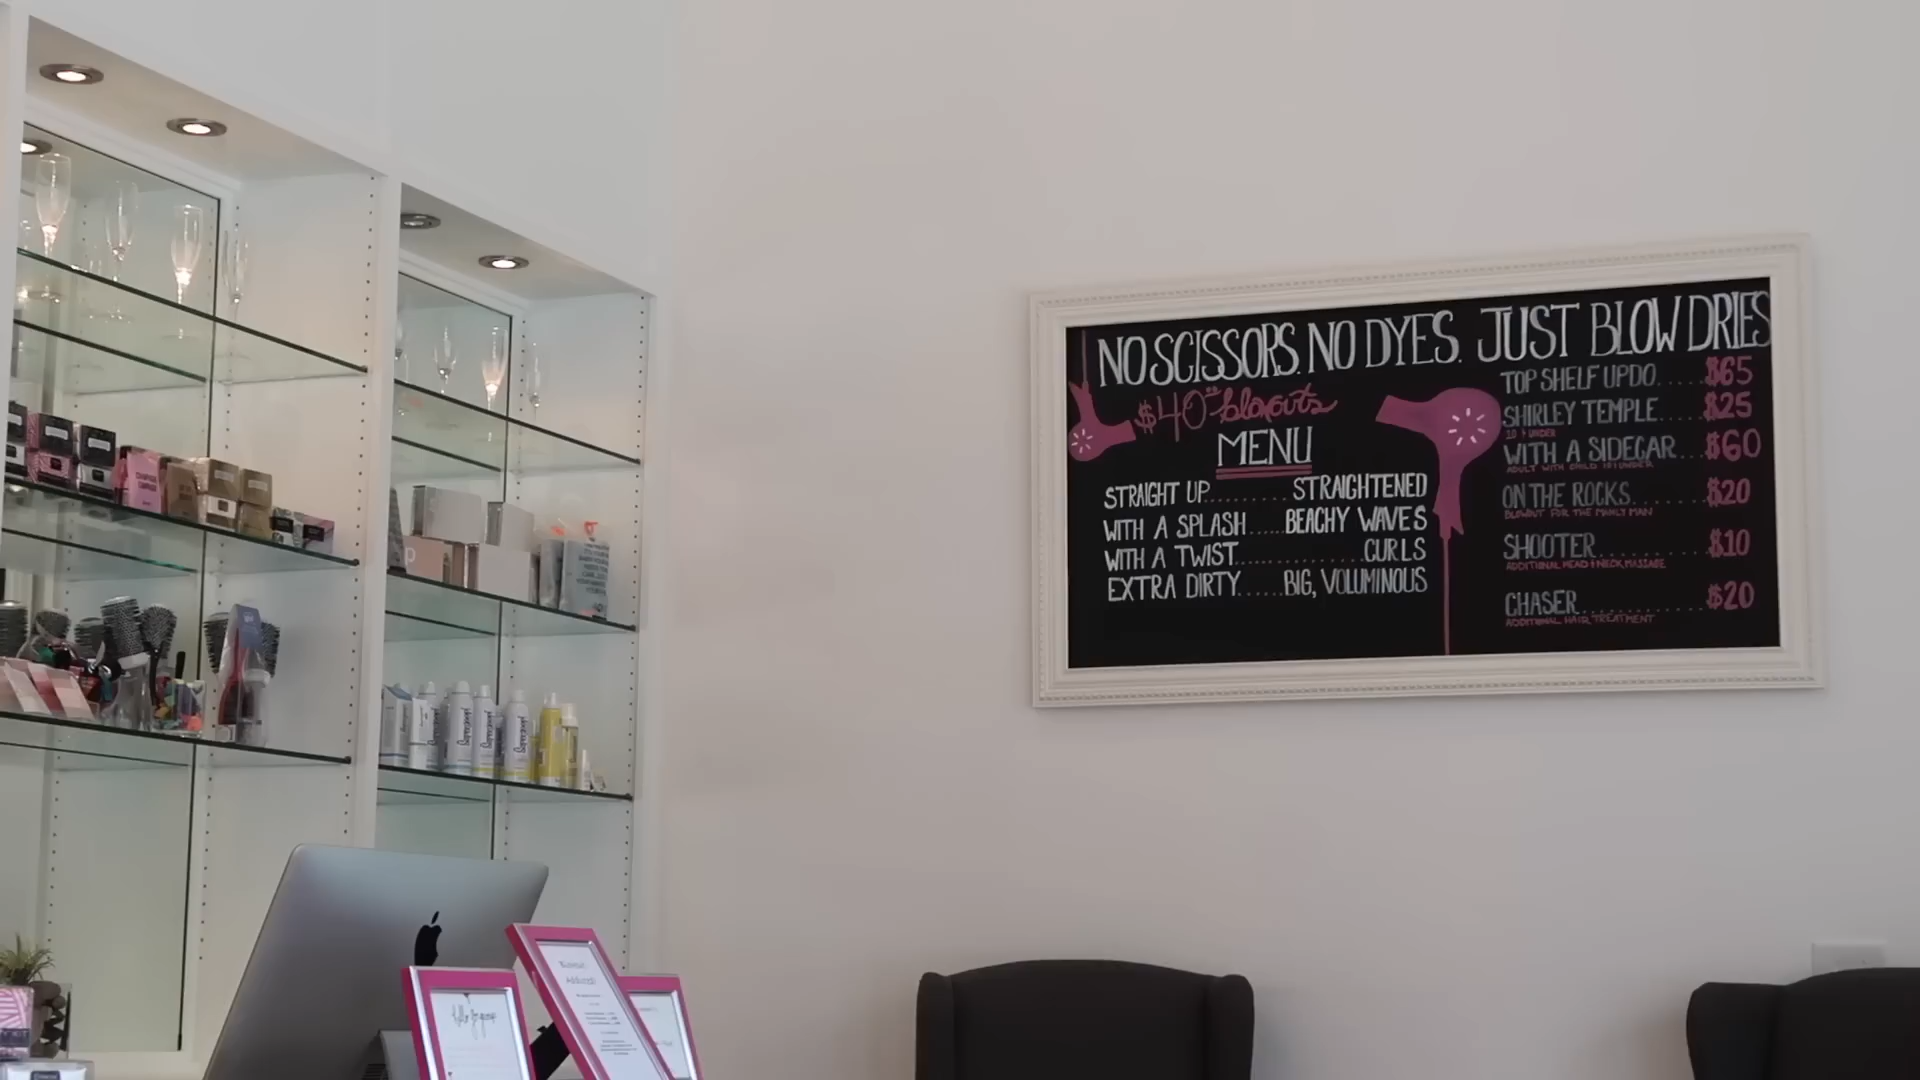 NO SCISSORS. NO DYES. JUST BLOW DRIES
$40 blowouts
MENU
STRAIGHT UP......... STRAIGHTENED
WITH A SPLASH.....BEACHY WAVES
WITH A TWIST..............CURLS
EXTRA DIRTY......BIG, VOLUMINOUS
TOP SHELF UPDO.....$65
SHIRLEY TEMPLE.....$25
10 & UNDER
WITH A SIDECAR...$60
ADULT WITH CHILD 10 & UNDER
ON THE ROCKS........$20
BLOWOUT FOR THE MANLY MAN
SHOOTER...........$10
ADDITIONAL HEAD & NECK MASSAGE
CHASER.............$20
ADDITIONAL HAIR TREATMENT
Supergoop!
Supergoop!
Supergoop!